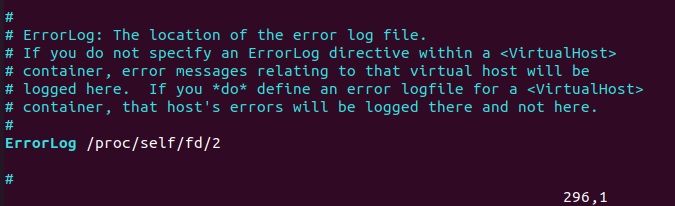 #
# ErrorLog: The location of the error log file.
# If you do not specify an ErrorLog directive within a <VirtualHost>
# container, error messages relating to that virtual host will be
# logged here.  If you *do* define an error logfile for a <VirtualHost>
# container, that host's errors will be logged there and not here.
#
ErrorLog /proc/self/fd/2
#
296,1